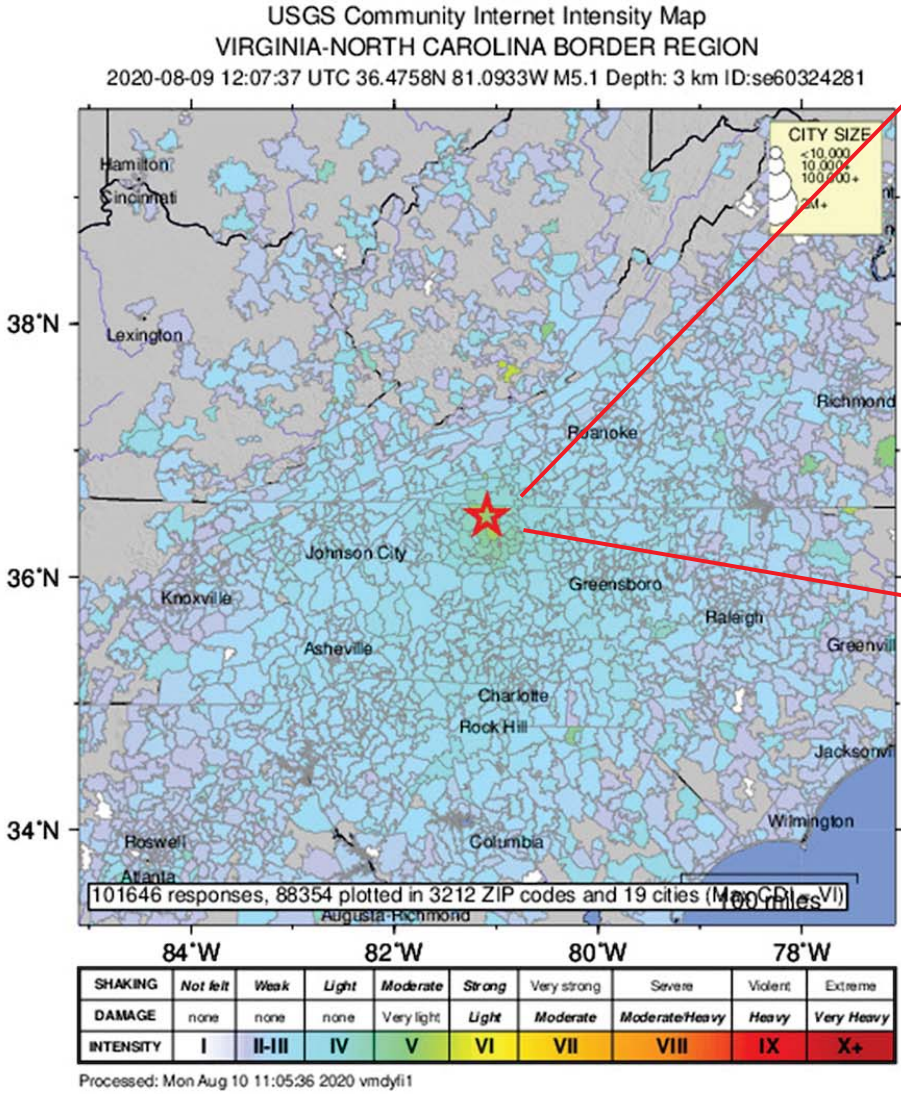 USGS Community Internet Intensity Map
VIRGINIA-NORTH CAROLINA BORDER REGION
2020-08-09 12:07:37 UTC 36.4758N 81.0933W M5.1 Depth: 3 km ID:se60324281
CITY SIZE
<10,000
10,000+
100,000+
2M+
Hamilton
Cincinnati
38°N
Lexington
Richmond
Roanoke
Johnson City
36°N
Greensboro
Knoxville
Raleigh
Asheville
Greenvil
Charlotte
Rock Hill
Jacksonvil
34°N
Wilmington
Roswell
Columbia
Atlanta
101646 responses, 88354 plotted in 3212 ZIP codes and 19 cities (Max CDI = VI)
100 miles
Augusta-Richmond
84°W 82°W 80°W 78°W
SHAKING Not felt Weak Light Moderate Strong Very strong Severe Violent Extreme
DAMAGE none none none Very light Light Moderate Moderate/Heavy Heavy Very Heavy
INTENSITY I II-III IV V VI VII VIII IX X+
Processed: Mon Aug 10 11:05:36 2020 vmdyfi1